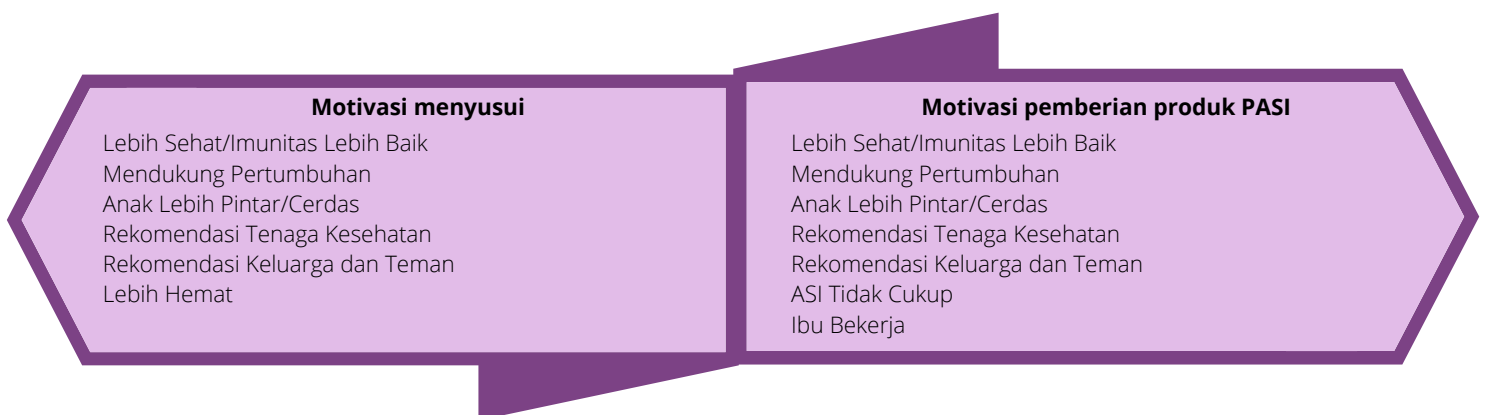 Motivasi menyusui
Lebih Sehat/Imunitas Lebih Baik
Mendukung Pertumbuhan
Anak Lebih Pintar/Cerdas
Rekomendasi Tenaga Kesehatan
Rekomendasi Keluarga dan Teman
Lebih Hemat
Motivasi pemberian produk PASI
Lebih Sehat/Imunitas Lebih Baik
Mendukung Pertumbuhan
Anak Lebih Pintar/Cerdas
Rekomendasi Tenaga Kesehatan
Rekomendasi Keluarga dan Teman
ASI Tidak Cukup
Ibu Bekerja